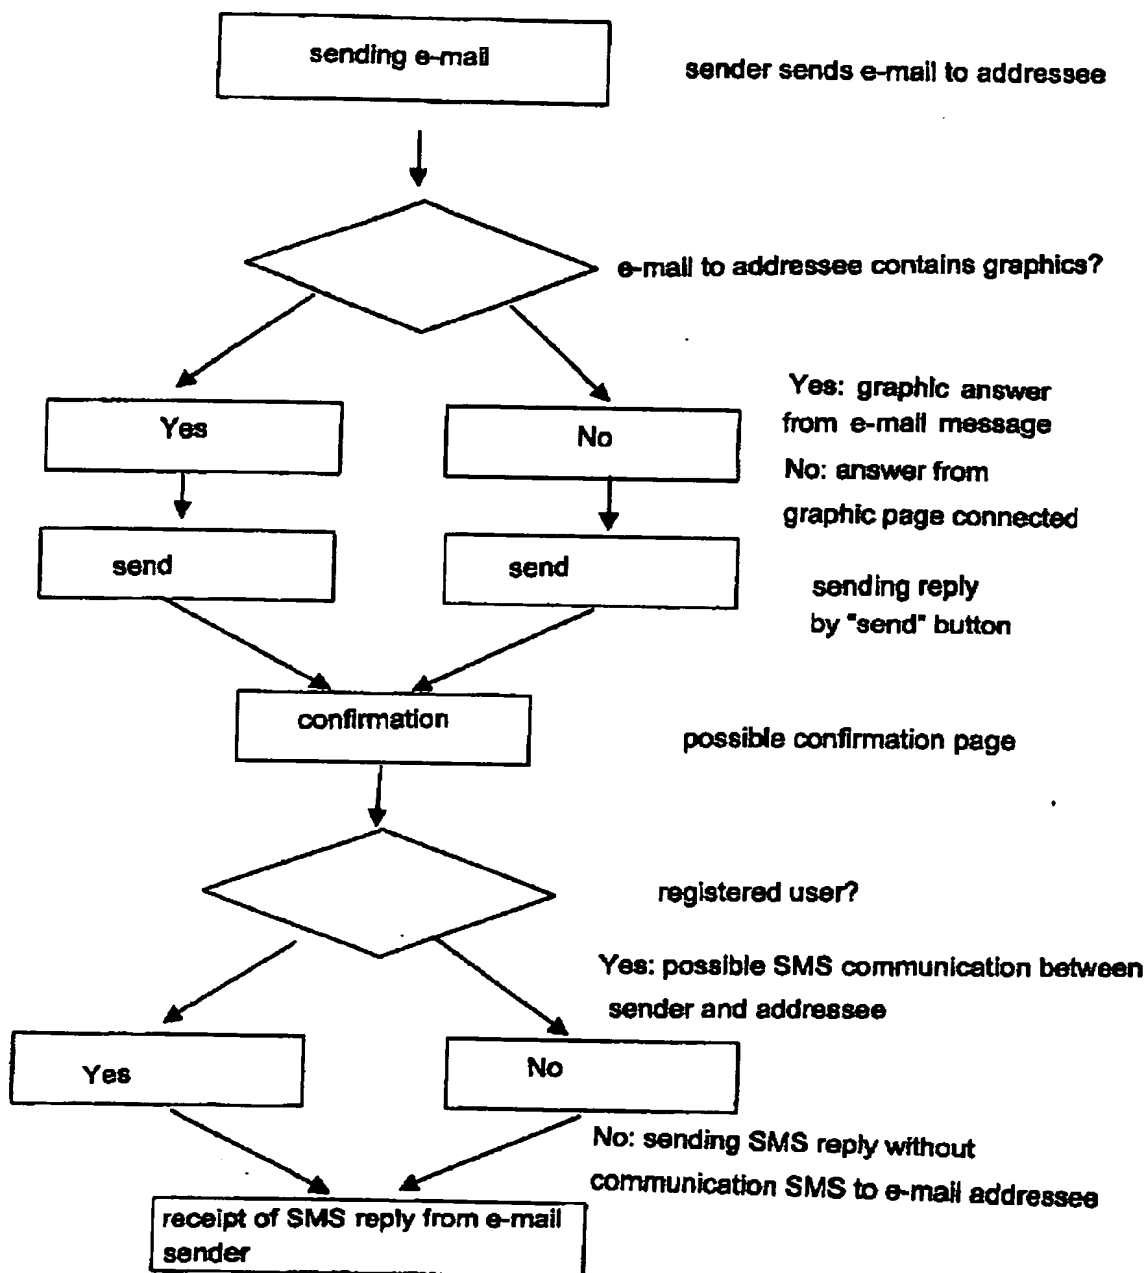 sending e-mail
sender sends e-mail to addressee
e-mail to addressee contains graphics?
Yes
No
Yes: graphic answer
from e-mail message
No: answer from
graphic page connected
send
send
sending reply
by "send" button
confirmation
possible confirmation page
registered user?
Yes: possible SMS communication between
sender and addressee
Yes
No
No: sending SMS reply without
communication SMS to e-mail addressee
receipt of SMS reply from e-mail
sender